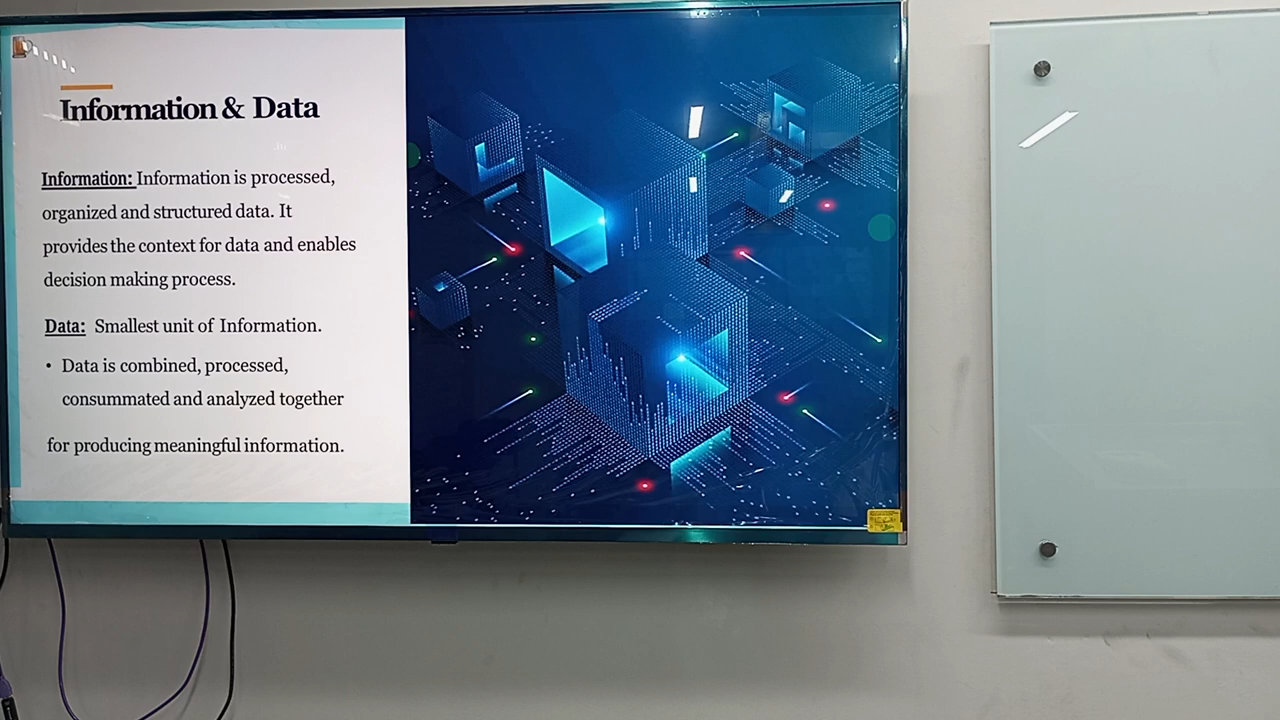 Information & Data
Information: Information is processed,
organized and structured data. It
provides the context for data and enables
decision making process.
Data: Smallest unit of Information.
• Data is combined, processed,
consummated and analyzed together
for producing meaningful information.